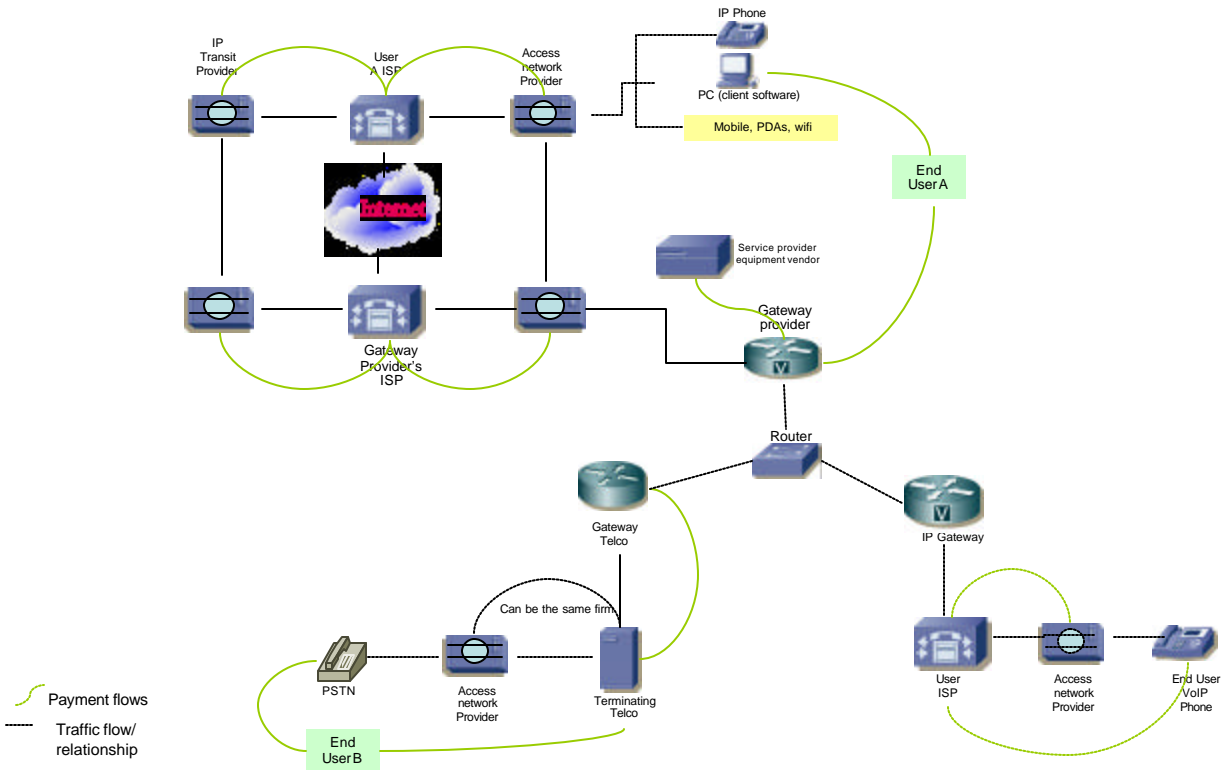 IP Phone
IP
Transit
Provider
User
A ISP
Access
network
Provider
PC (client software)
Mobile, PDAs, wifi
End
User A
Internet
Service provider
equipment vendor
Gateway
provider
Gateway
Provider's
ISP
Router
Gateway
Telco
IP Gateway
Can be the same firm
PSTN
Access
network
Provider
Terminating
Telco
User
ISP
Access
network
Provider
End User
VoIP
Phone
Payment flows
Traffic flow/
relationship
End
User B
V
V